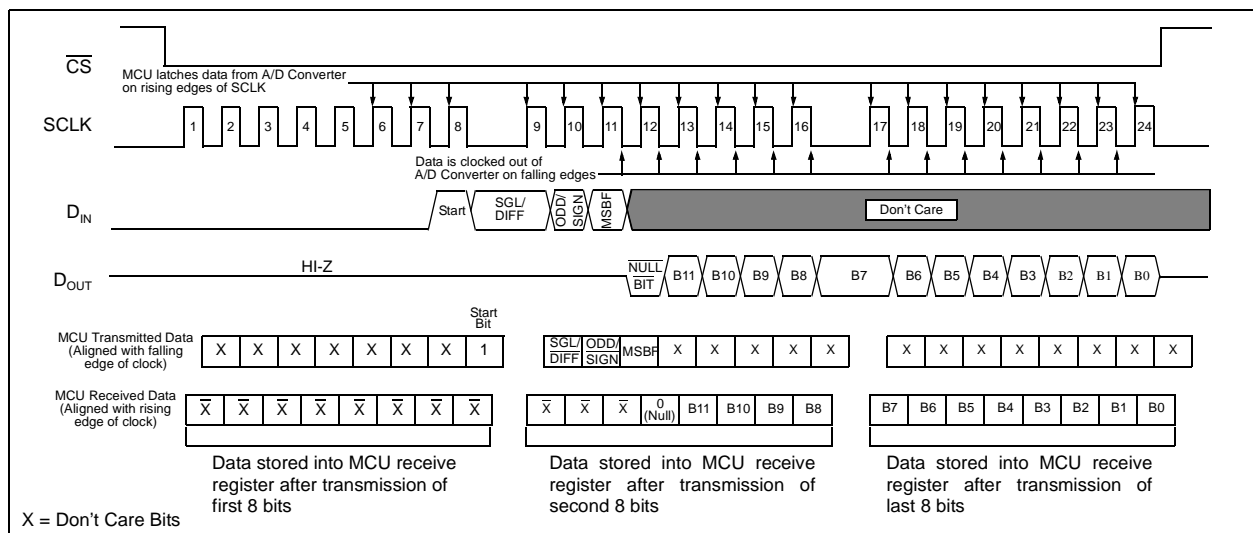 CS
MCU latches data from A/D Converter
on rising edges of SCLK
SCLK
1 2 3 4 5 6 7 8 9 10 11 12 13 14 15 16 17 18 19 20 21 22 23 24
Data is clocked out of
A/D Converter on falling edges
DIN
Start
SGL/
DIFF
ODD/
SIGN
MSBF
Don't Care
HI-Z
DOUT
NULL
BIT
B11 B10 B9 B8 B7 B6 B5 B4 B3 B2 B1 B0
Start
Bit
MCU Transmitted Data
(Aligned with falling
edge of clock)
X X X X X X X 1
SGL/
DIFF
ODD/
SIGN
MSBF X X X X X
X X X X X X X X
MCU Received Data
(Aligned with rising
edge of clock)
X X X X X X X X
X X X 0
(Null)
B11 B10 B9 B8
B7 B6 B5 B4 B3 B2 B1 B0
Data stored into MCU receive
register after transmission of
first 8 bits
Data stored into MCU receive
register after transmission of
second 8 bits
Data stored into MCU receive
register after transmission of
last 8 bits
X = Don't Care Bits